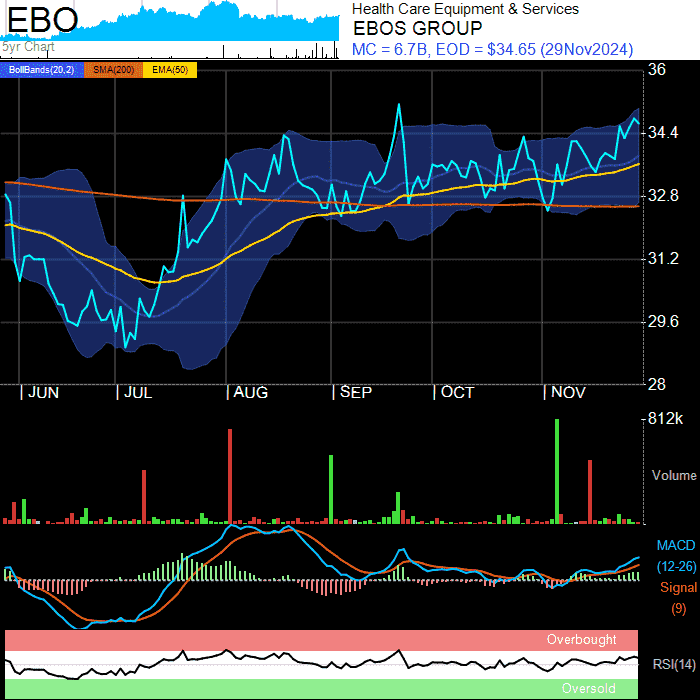 EBO
5yr Chart
Health Care Equipment & Services
EBOS GROUP
MC = 6.7B, EOD = $34.65 (29Nov2024)
BollBands(20,2) SMA(200) EMA(50)
36
34.4
32.8
31.2
29.6
28
JUN JUL AUG SEP OCT NOV
812k
Volume
MACD
(12-26)
Signal
(9)
Overbought
RSI(14)
Oversold